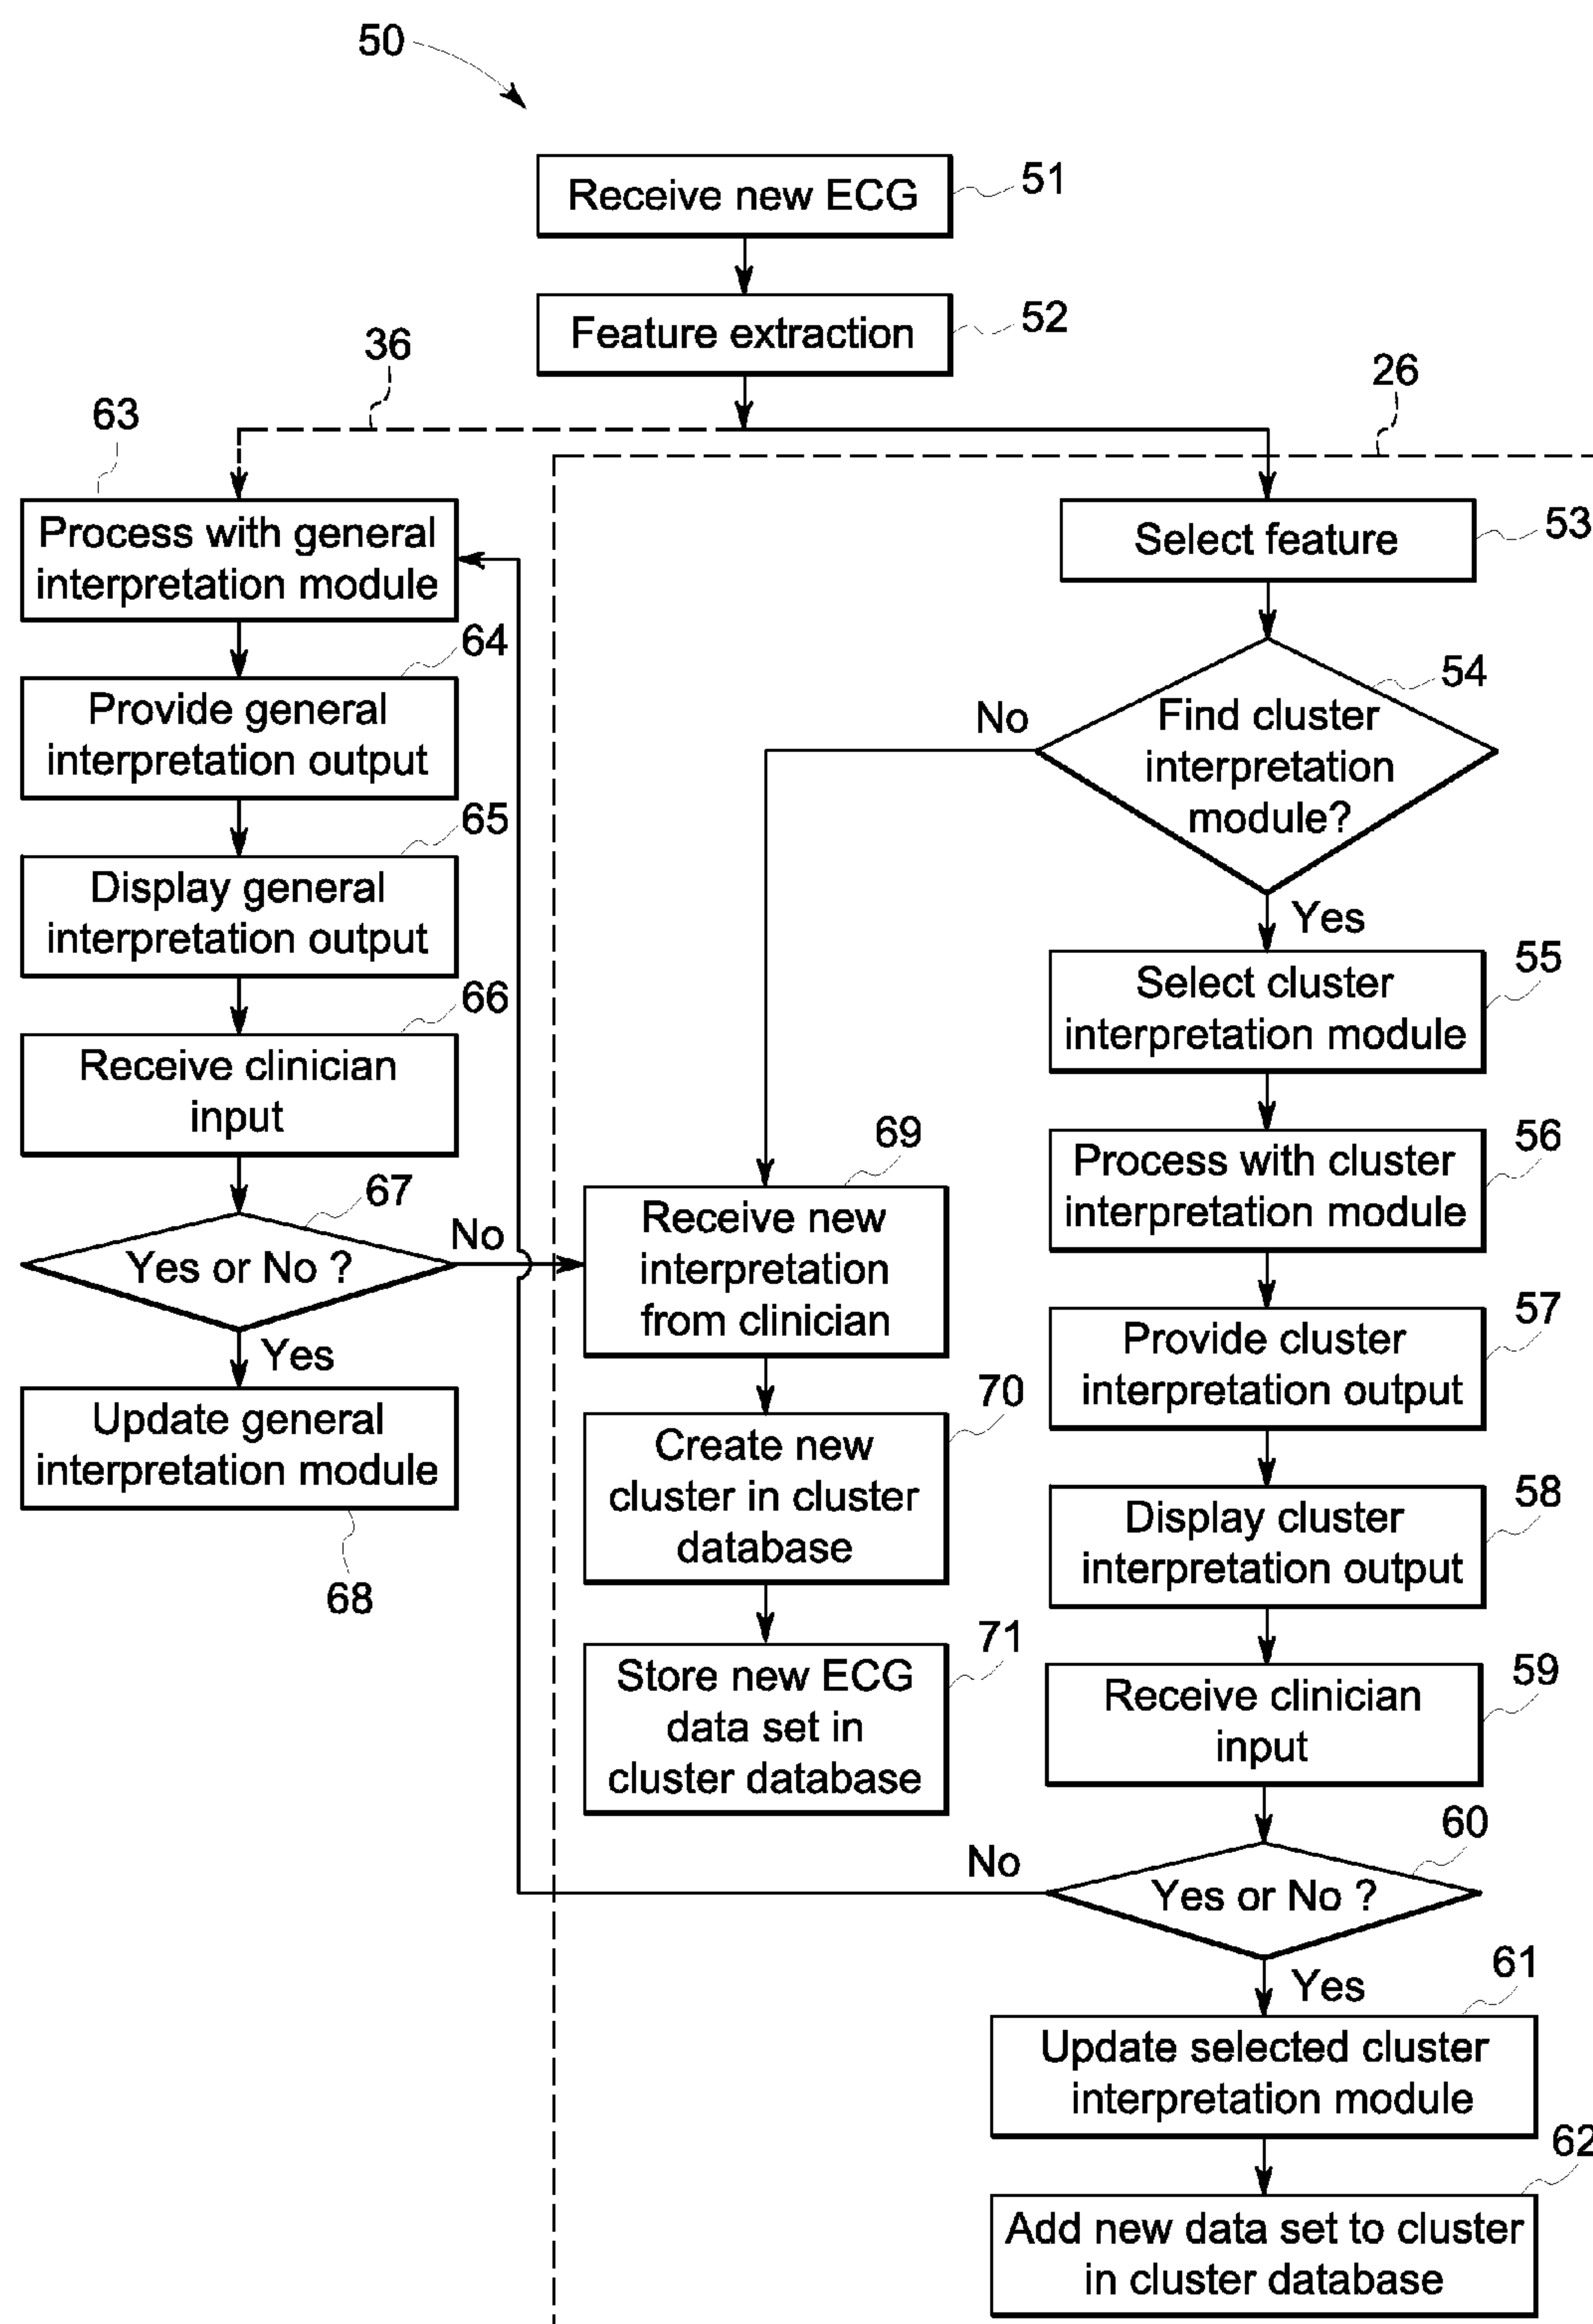 50
Receive new ECG
51
Feature extraction
52
36
26
63
Process with general
interpretation module
Select feature
53
64
Provide general
interpretation output
54
No
Find cluster
interpretation
module?
Yes
65
Display general
interpretation output
55
Select cluster
interpretation module
66
Receive clinician
input
56
Process with cluster
interpretation module
67
Yes or No ?
No
Yes
69
Receive new
interpretation
from clinician
57
Provide cluster
interpretation output
Update general
interpretation module
68
70
Create new
cluster in cluster
database
58
Display cluster
interpretation output
71
Store new ECG
data set in
cluster database
59
Receive clinician
input
60
No
Yes or No ?
Yes
61
Update selected cluster
interpretation module
62
Add new data set to cluster
in cluster database